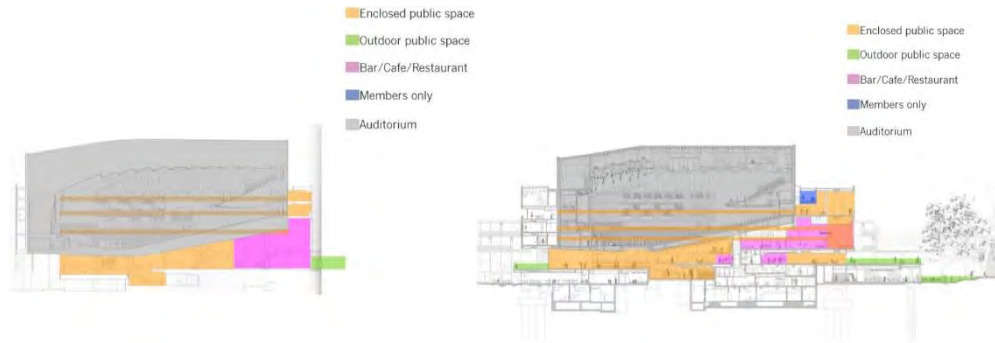 Enclosed public space
Outdoor public space
Bar/Cafe/Restaurant
Members only
Auditorium
Enclosed public space
Outdoor public space
Bar/Cafe/Restaurant
Members only
Auditorium